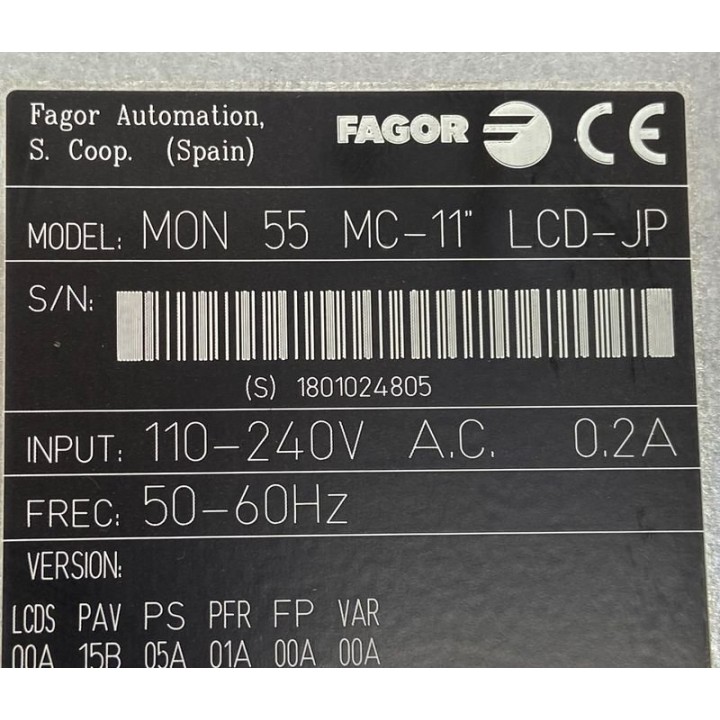 Fagor Automation,
S. Coop. (Spain)
FAGOR CE
MODEL: MON 55 MC-11" LCD-JP
S/N:
(S) 1801024805
INPUT: 110-240V A.C. 0.2A
FREC: 50-60Hz
VERSION:
LCDS PAV PS PFR FP VAR
00A 15B 05A 01A 00A 00A